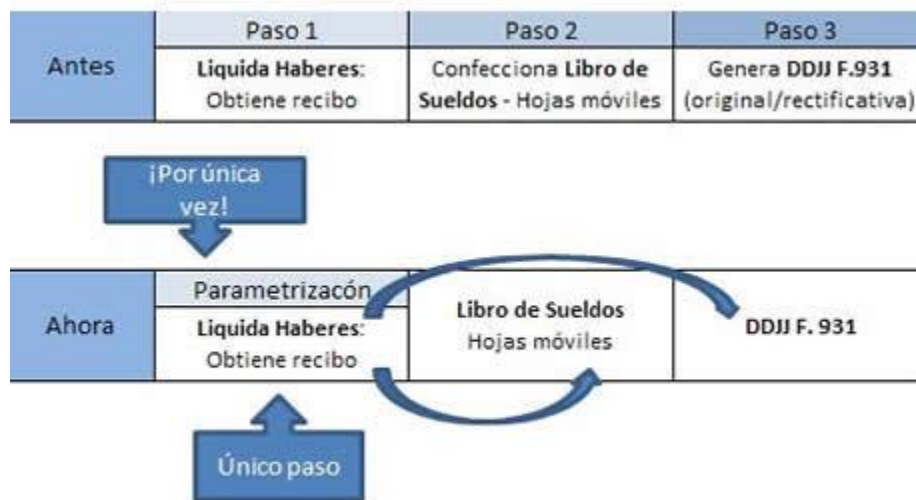 Antes
Paso 1
Paso 2
Paso 3
Liquida Haberes:
Obtiene recibo
Confecciona Libro de
Sueldos - Hojas móviles
Genera DDJJ F.931
(original/rectificativa)
¡Por única
vez!
Ahora
Parametrizacón
Liquida Haberes:
Obtiene recibo
Libro de Sueldos
Hojas móviles
DDJJ F. 931
Único paso